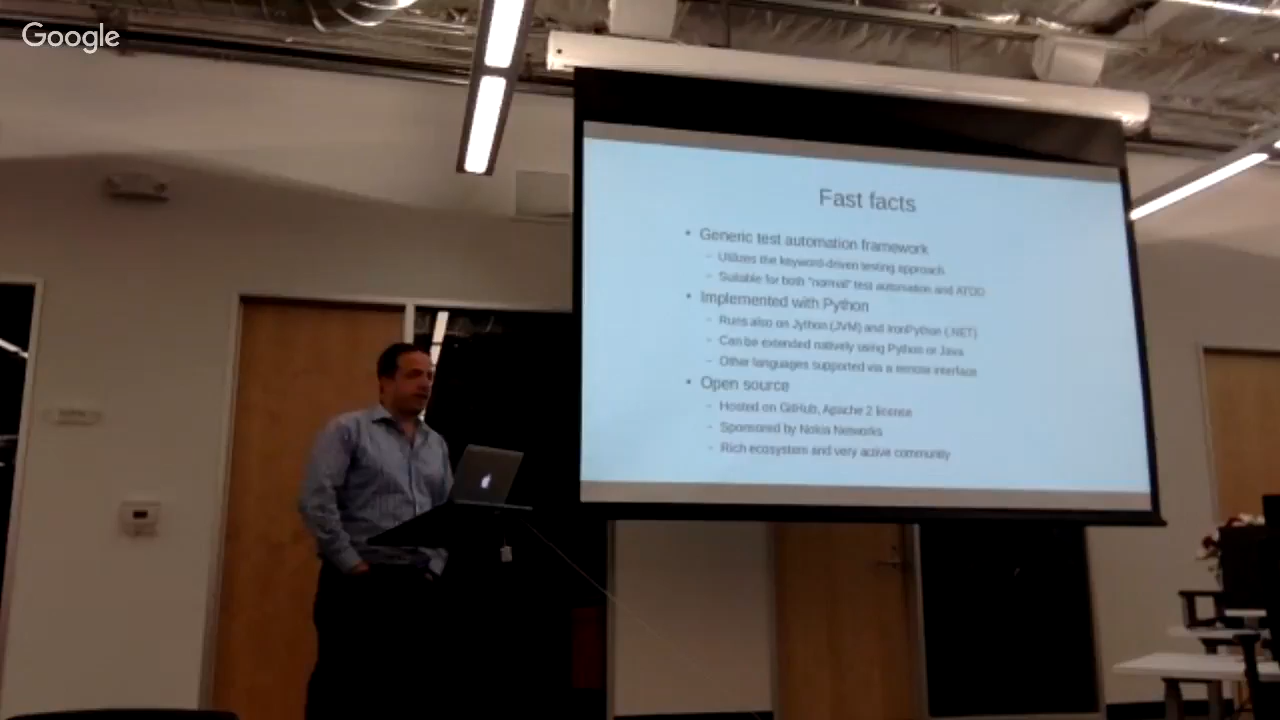 Google
Fast facts
• Generic test automation framework
– Utilizes the keyword-driven testing approach
– Suitable for both "normal" test automation and ATDD
• Implemented with Python
– Runs also on Jython (JVM) and IronPython (.NET)
– Can be extended natively using Python or Java
– Other languages supported via a remote interface
• Open source
– Hosted on GitHub, Apache 2 license
– Sponsored by Nokia Networks
– Rich ecosystem and very active community